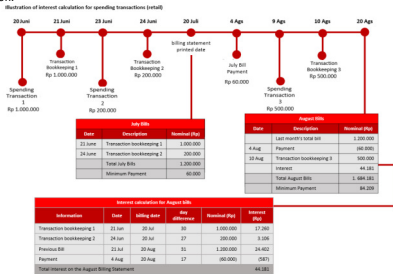 Illustration of interest calculation for spending transactions (retail)
20 Juni 21 Juni 23 Juni 24 Juni 20 Juli 4 Ags 9 Ags 10 Ags 20 Ags
billing statement
printed date
Spending
Transaction
1
Rp 1.000.000
Transaction
Bookkeeping 1
Rp 1.000.000
Spending
Transaction
2
Rp 200.000
Transaction
Bookkeeping 2
Rp 200.000
July Bill
Payment
Rp 60.000
Spending
Transaction
3
Rp 500.000
Transaction
Bookkeeping 3
Rp 500.000
July Bills
Date Description Nominal (Rp)
21 June Transaction bookkeeping 1 1.000.000
24 June Transaction bookkeeping 2 200.000
Total July Bills 1.200.000
Minimum Payment 60.000
August Bills
Date Description Nominal (Rp)
Last month's total bill 1.200.000
4 Aug Payment (60.000)
10 Aug Transaction bookkeeping 3 500.000
Interest 44.181
Total August Bills 1.684.181
Minimum Payment 84.209
Interest calculation for August bills
Information Date billing date day difference Nominal (Rp) Interest (Rp)
Transaction bookkeeping 1 21 Jun 20 Jul 30 1.000.000 17.260
Transaction bookkeeping 2 24 Jun 20 Jul 27 200.000 3.106
Previous Bill 21 Jul 20 Aug 31 1.200.000 24.402
Payment 4 Aug 20 Aug 17 (60.000) (587)
Total Interest on the August Billing Statement 44.181